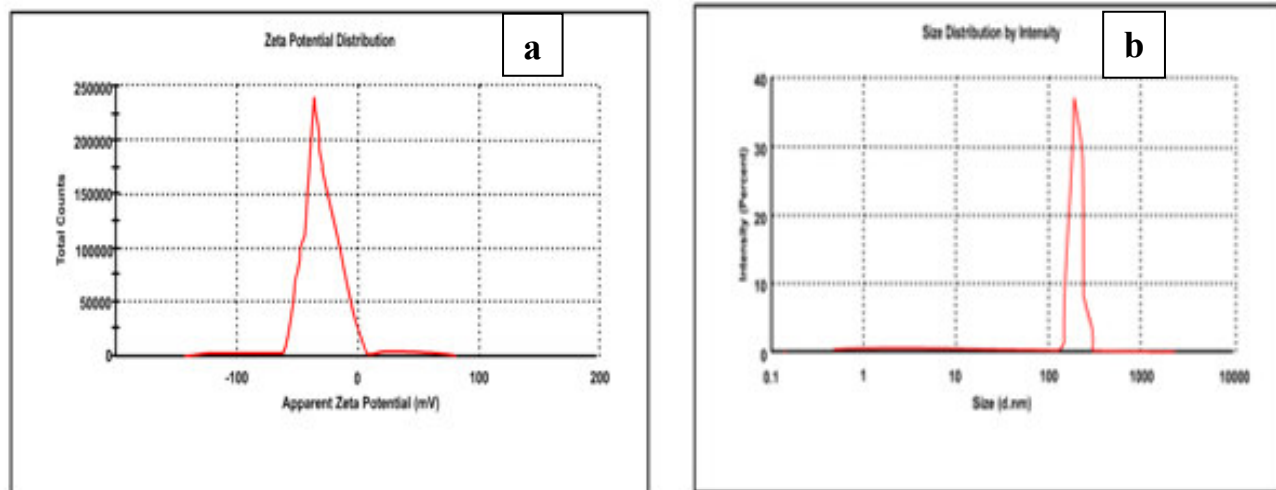 Zeta Potential Distribution
a
250000
200000
150000
100000
50000
0
Total Counts
-100
0
100
200
Apparent Zeta Potential (mV)
Size Distribution by Intensity
b
40
30
20
10
0
Intensity (Percent)
0.1
1
10
100
1000
10000
Size (d.nm)